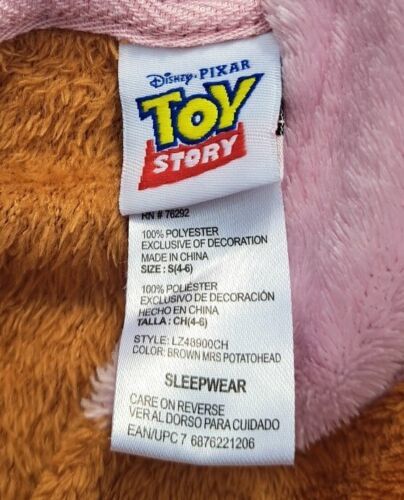 Disney · PIXAR
TOY
STORY
RN # 76292
100% POLYESTER
EXCLUSIVE OF DECORATION
MADE IN CHINA
SIZE : S(4-6)
100% POLIÉSTER
EXCLUSIVO DE DECORACIÓN
HECHO EN CHINA
TALLA : CH(4-6)
STYLE: LZ48900CH
COLOR: BROWN MRS POTATOHEAD
SLEEPWEAR
CARE ON REVERSE
VER AL DORSO PARA CUIDADO
EAN/UPC 7 6876221206